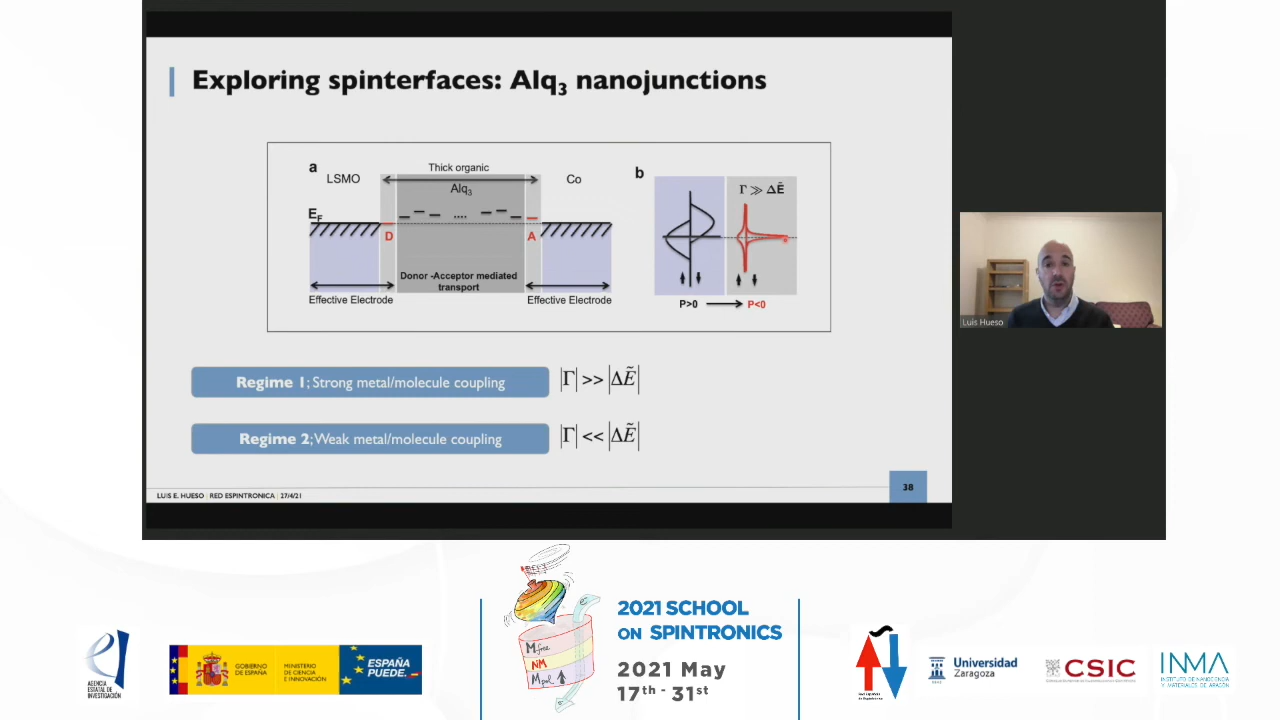 Exploring spinterfaces: Alq3 nanojunctions
a
LSMO
Thick organic
Alq3
Co
EF
D
....
A
Donor -Acceptor mediated
transport
Effective Electrode
Effective Electrode
b
Γ ≫ ΔẼ
P>0
P<0
Regime 1; Strong metal/molecule coupling
|Γ| >> |ΔẼ|
Regime 2; Weak metal/molecule coupling
|Γ| << |ΔẼ|
LUIS E. HUESO | RED ESPINTRONICA | 27/4/21
38
Luis Hueso
M free
NM
2021 SCHOOL
ON SPINTRONICS
2021 May
17th - 31st
AGENCIA
ESTATAL DE
INVESTIGACIÓN
GOBIERNO
DE ESPAÑA
MINISTERIO
DE CIENCIA
E INNOVACIÓN
ESPAÑA
PUEDE.
Universidad
Zaragoza
CSIC
INMA
INSTITUTO DE NANOCIENCIA
Y MATERIALES DE ARAGÓN